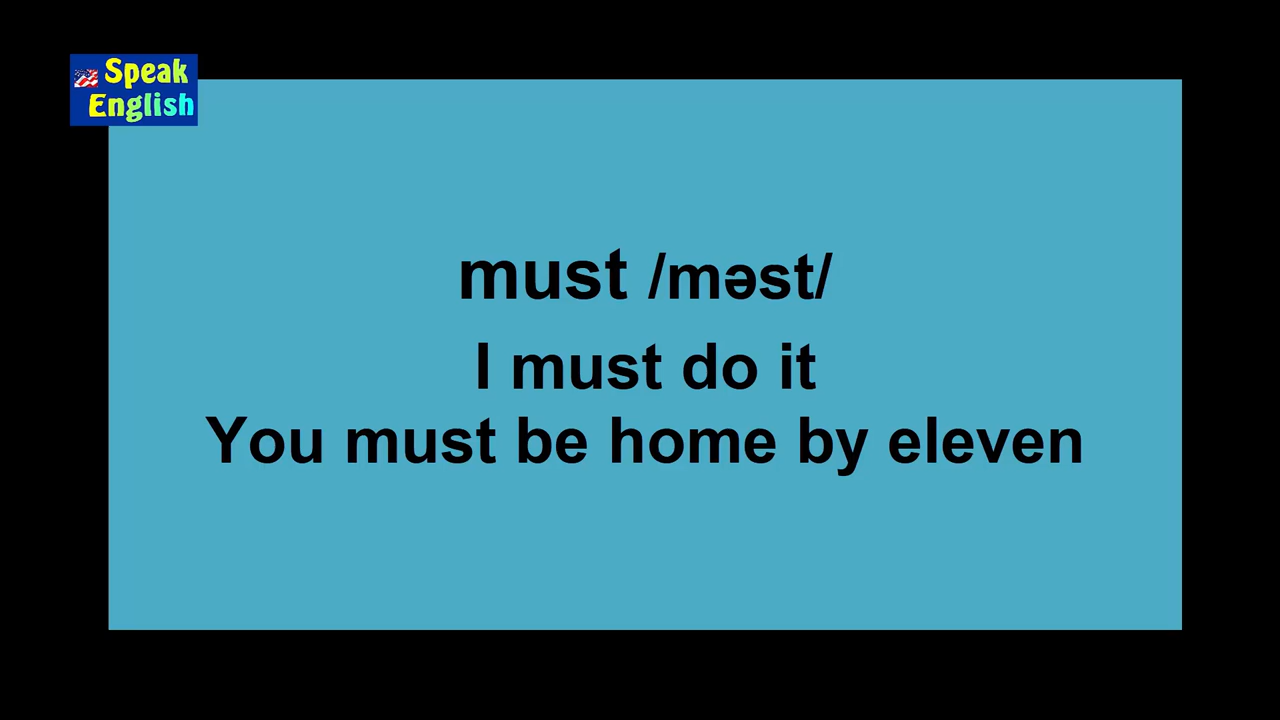 Speak
English
must /məst/
I must do it
You must be home by eleven